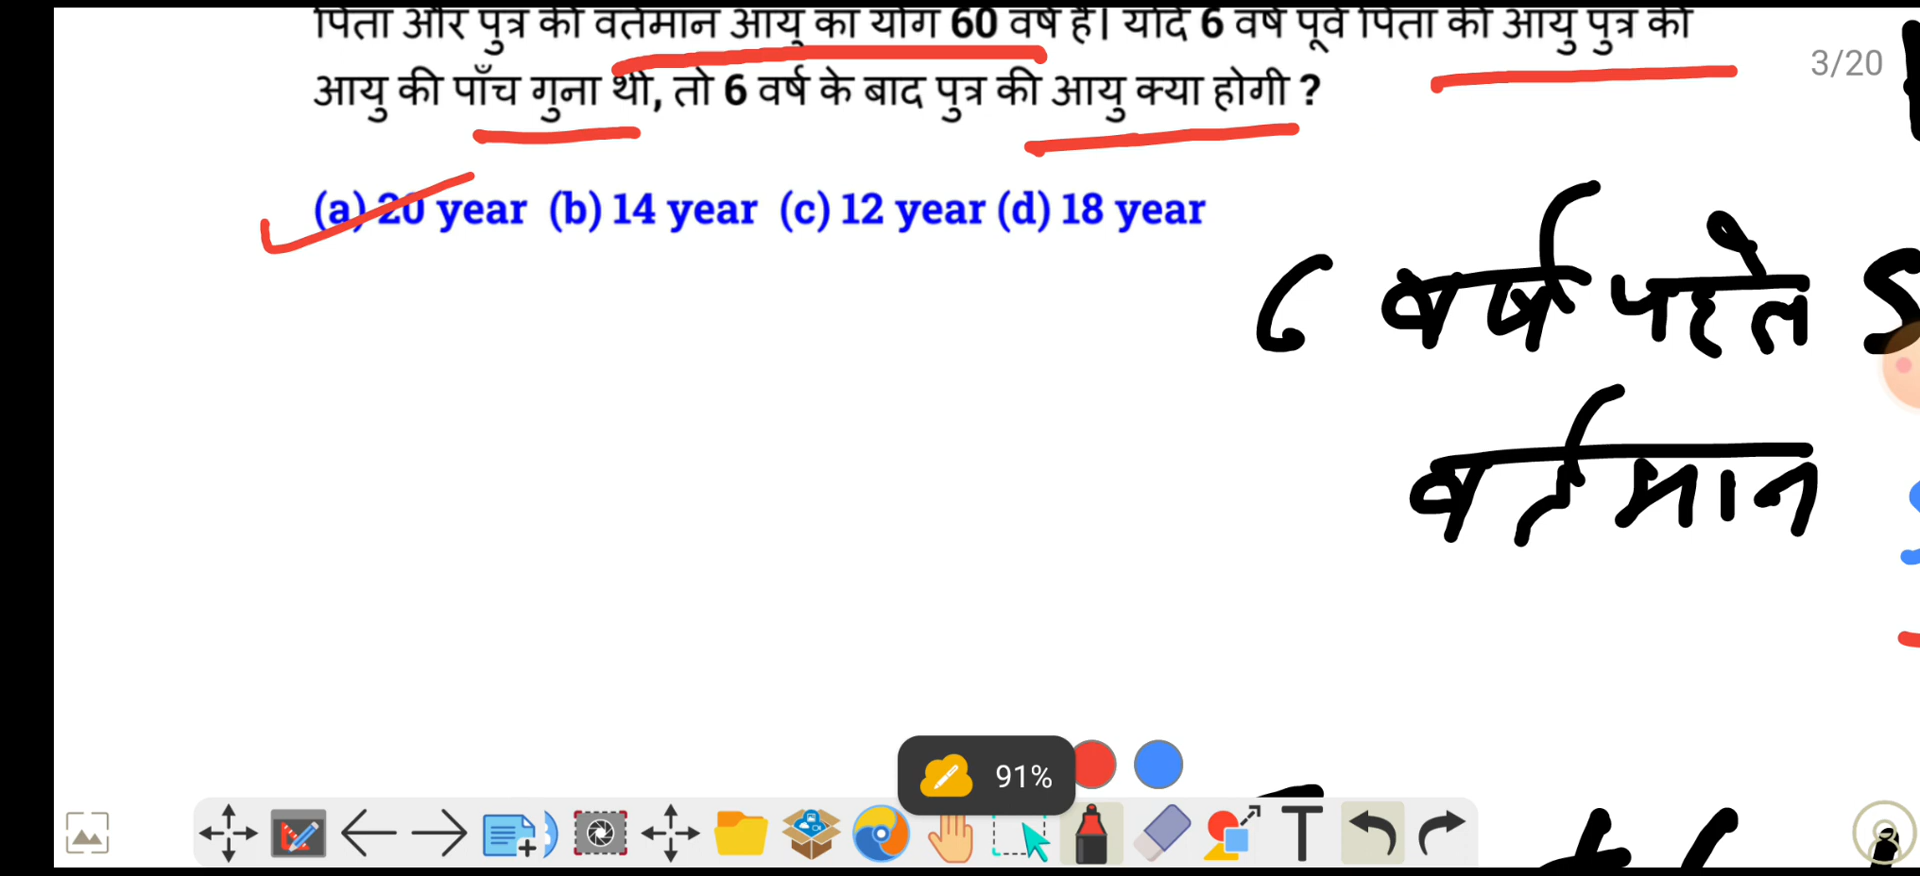 पिता और पुत्र की वर्तमान आयु का योग 60 वर्ष है। यदि 6 वर्ष पूर्व पिता की आयु पुत्र की
3/20
आयु की पाँच गुना थी, तो 6 वर्ष के बाद पुत्र की आयु क्या होगी ?
(a) 20 year (b) 14 year (c) 12 year (d) 18 year
6 वर्ष पहले
वर्तमान
91%
T